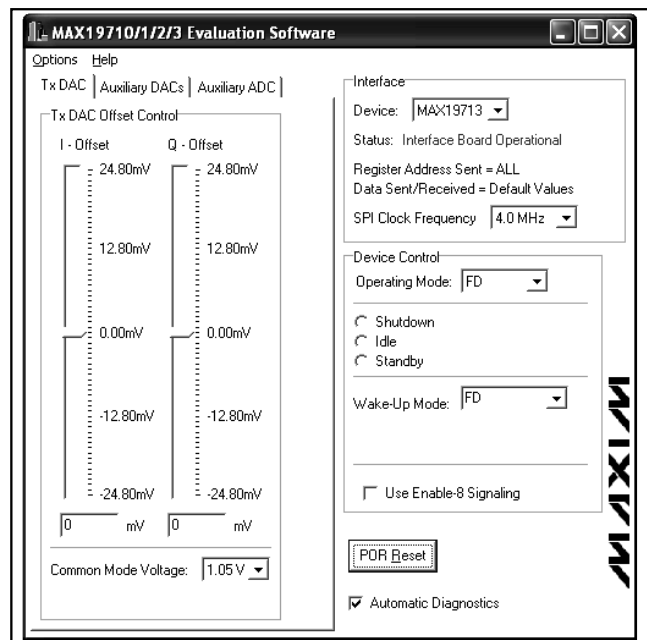 MAX19710/1/2/3 Evaluation Software
Options Help
Tx DAC Auxiliary DACs Auxiliary ADC
Tx DAC Offset Control
I - Offset Q - Offset
24.80mV 24.80mV
12.80mV 12.80mV
0.00mV 0.00mV
-12.80mV -12.80mV
-24.80mV -24.80mV
0 mV 0 mV
Common Mode Voltage: 1.05 V
Interface
Device: MAX19713
Status: Interface Board Operational
Register Address Sent = ALL
Data Sent/Received = Default Values
SPI Clock Frequency 4.0 MHz
Device Control
Operating Mode: FD
Shutdown
Idle
Standby
Wake-Up Mode: FD
Use Enable-8 Signaling
POR Reset
Automatic Diagnostics
MAXIM